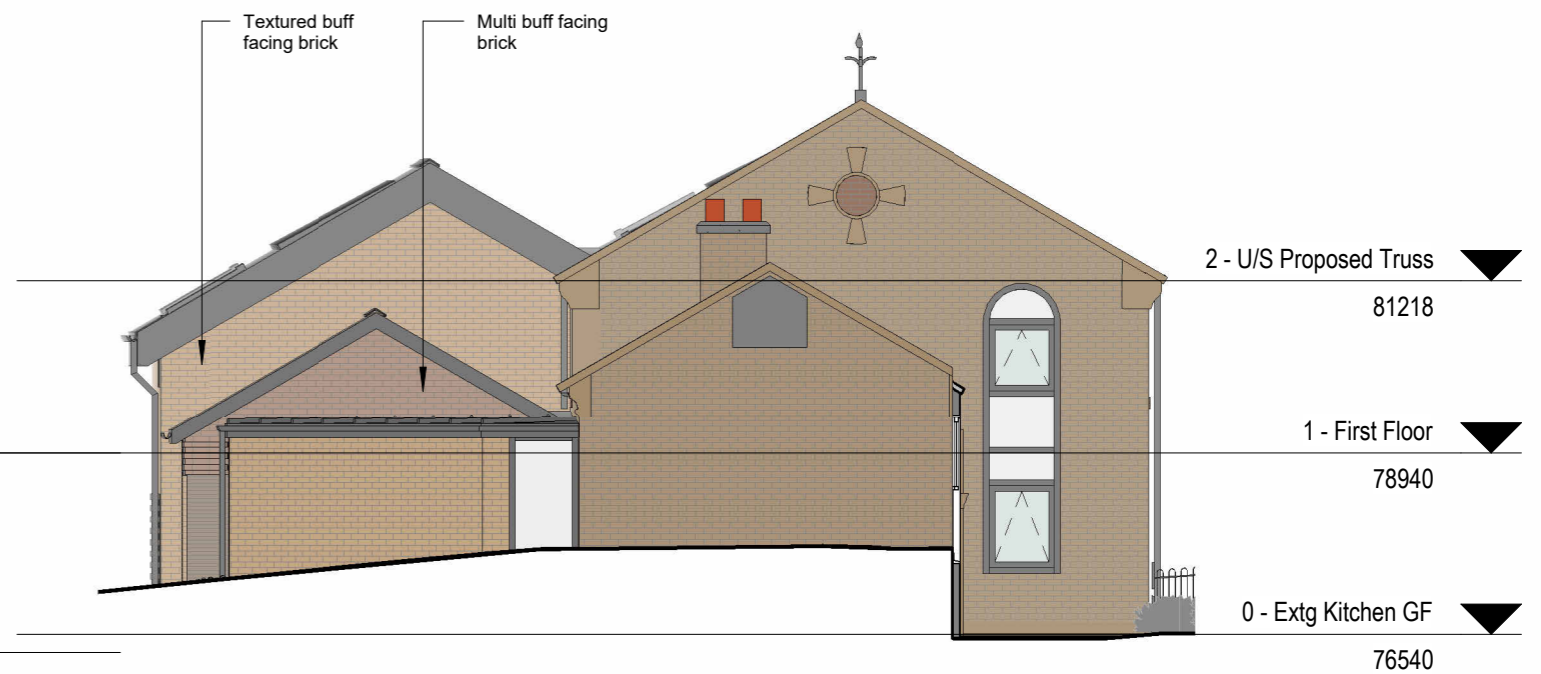 Textured buff
facing brick
Multi buff facing
brick
2 - U/S Proposed Truss
81218
1 - First Floor
78940
0 - Extg Kitchen GF
76540